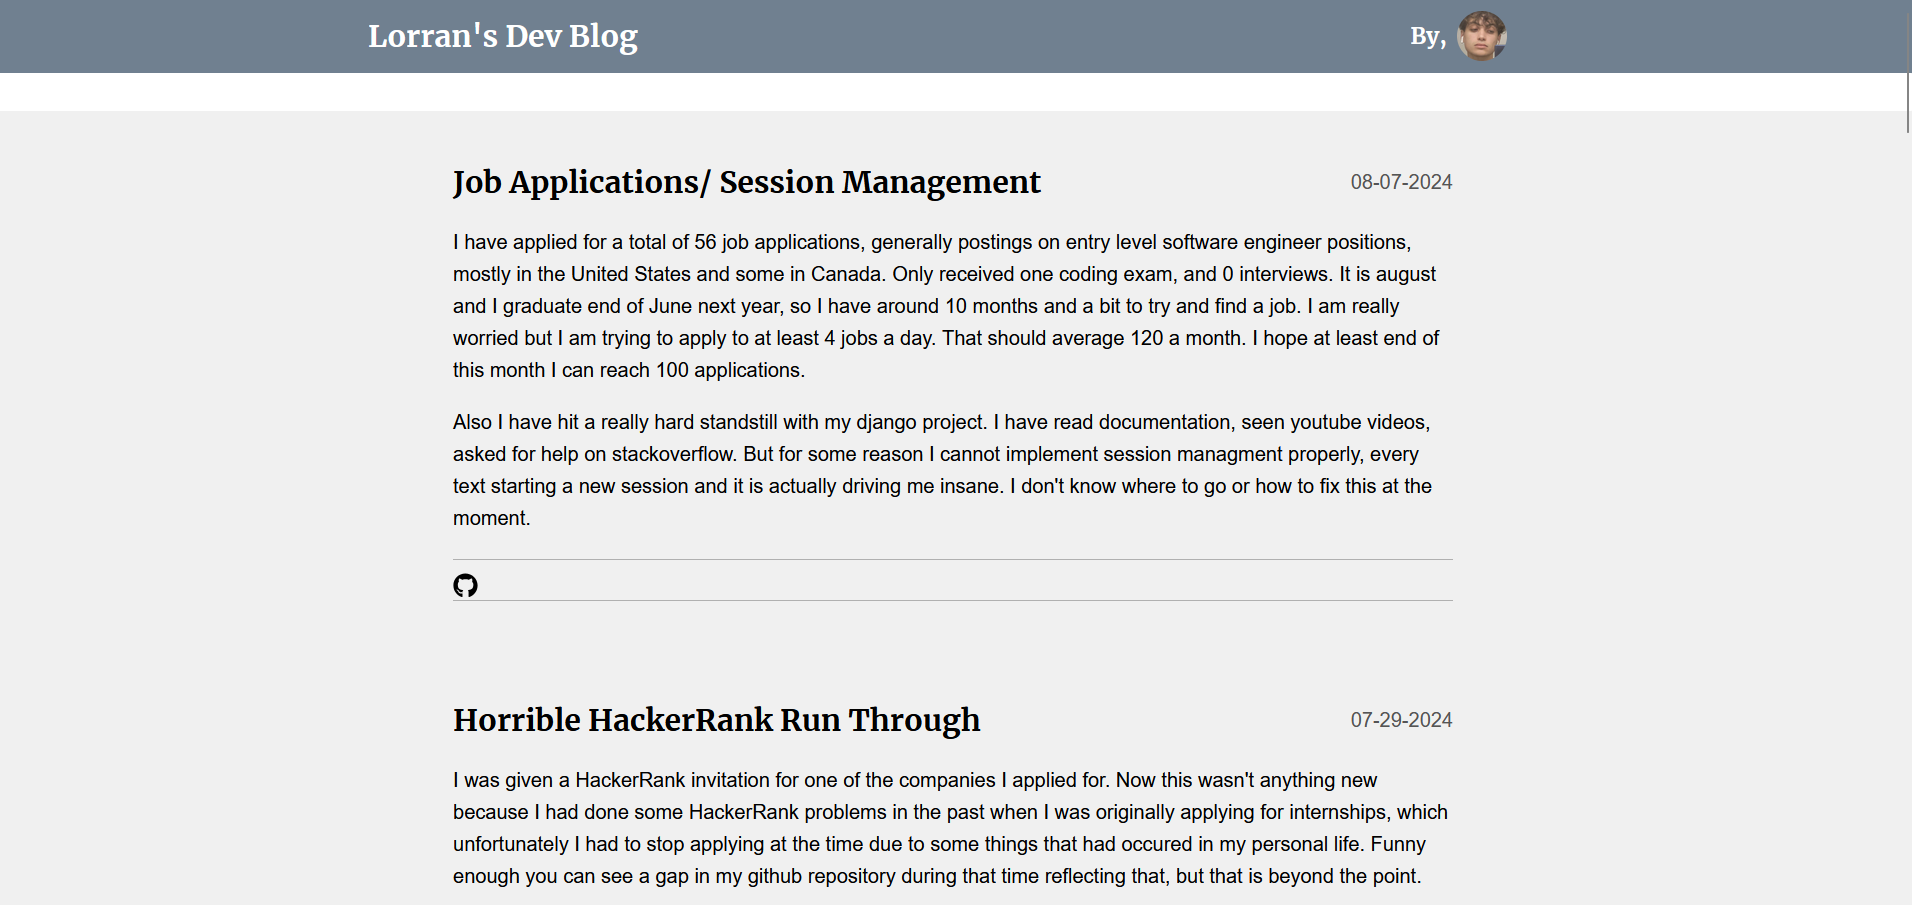 Lorran's Dev Blog
By,
Job Applications/ Session Management
08-07-2024
I have applied for a total of 56 job applications, generally postings on entry level software engineer positions,
mostly in the United States and some in Canada. Only received one coding exam, and 0 interviews. It is august
and I graduate end of June next year, so I have around 10 months and a bit to try and find a job. I am really
worried but I am trying to apply to at least 4 jobs a day. That should average 120 a month. I hope at least end of
this month I can reach 100 applications.
Also I have hit a really hard standstill with my django project. I have read documentation, seen youtube videos,
asked for help on stackoverflow. But for some reason I cannot implement session managment properly, every
text starting a new session and it is actually driving me insane. I don't know where to go or how to fix this at the
moment.
Horrible HackerRank Run Through
07-29-2024
I was given a HackerRank invitation for one of the companies I applied for. Now this wasn't anything new
because I had done some HackerRank problems in the past when I was originally applying for internships, which
unfortunately I had to stop applying at the time due to some things that had occured in my personal life. Funny
enough you can see a gap in my github repository during that time reflecting that, but that is beyond the point.